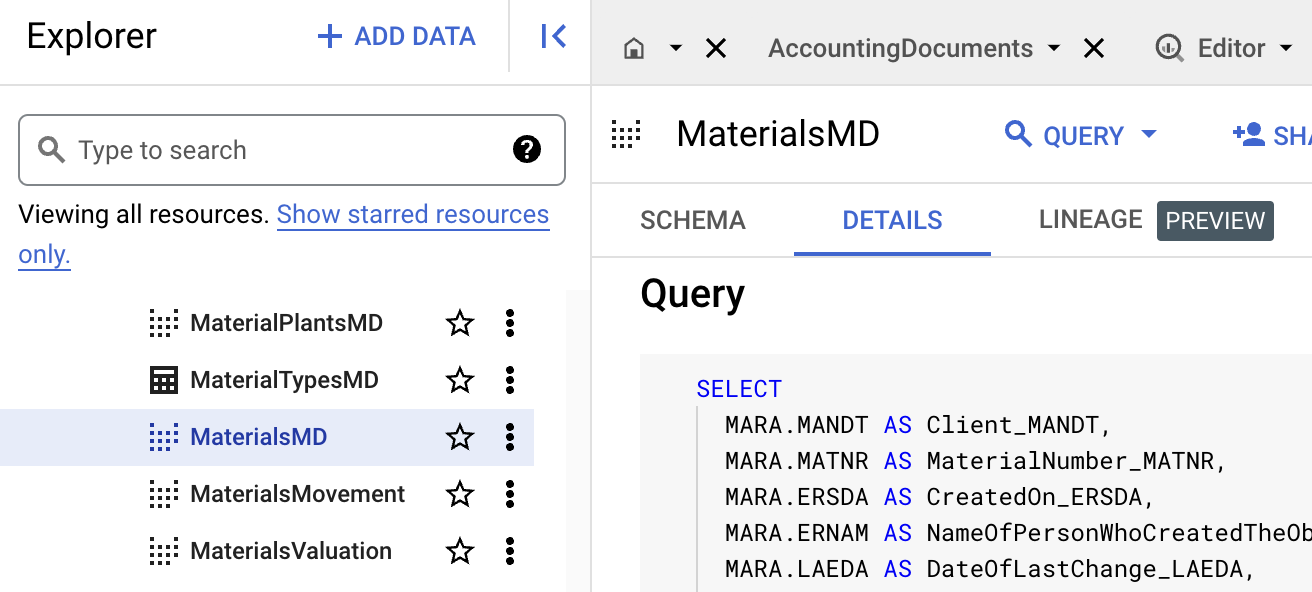 Explorer
+ ADD DATA
Type to search
Viewing all resources. Show starred resources
only.
MaterialPlantsMD
MaterialTypesMD
MaterialsMD
MaterialsMovement
MaterialsValuation
AccountingDocuments
Editor
MaterialsMD
QUERY
SHA
SCHEMA
DETAILS
LINEAGE
PREVIEW
Query
SELECT
MARA.MANDT AS Client_MANDT,
MARA.MATNR AS MaterialNumber_MATNR,
MARA.ERSDA AS CreatedOn_ERSDA,
MARA.ERNAM AS NameOfPersonWhoCreatedTheOb
MARA.LAEDA AS DateOfLastChange_LAEDA,